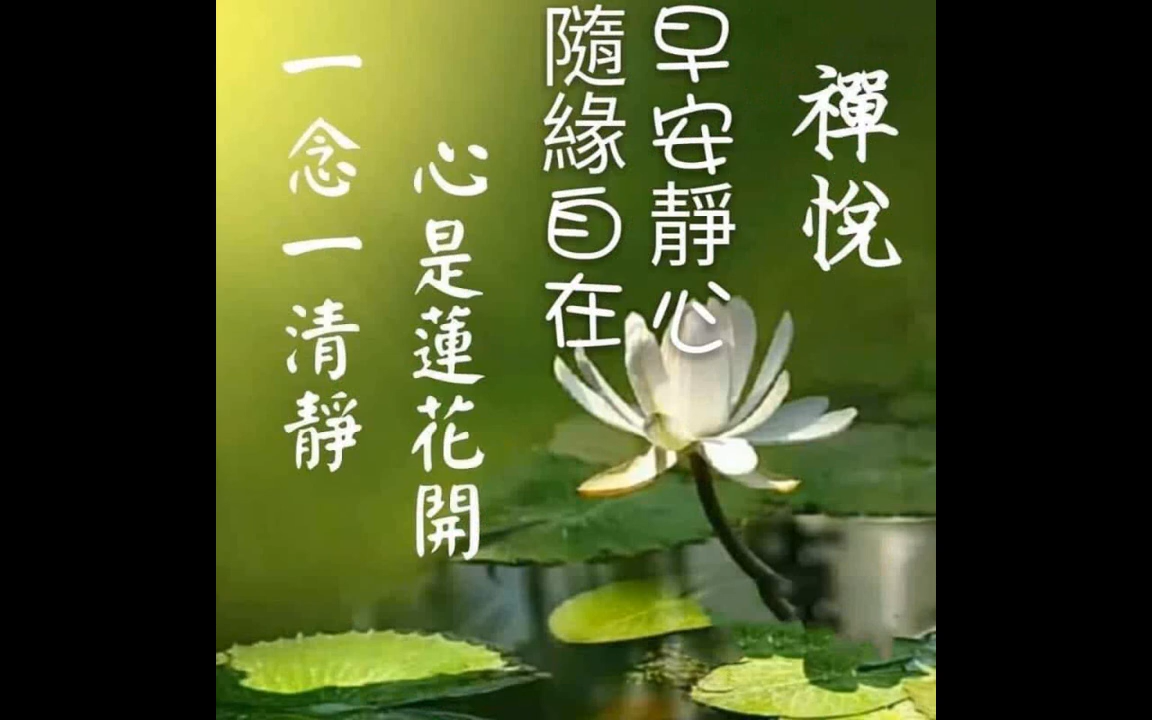 禪悅
早安靜心
隨緣自在
心是蓮花開
一念一清靜